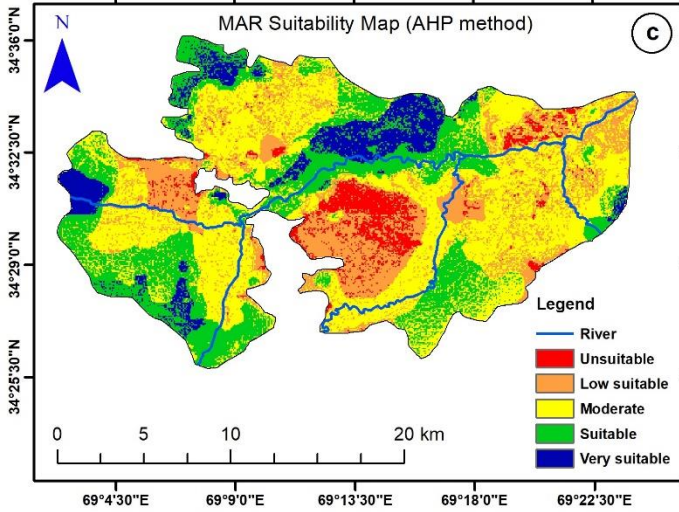 MAR Suitability Map (AHP method)
c
N
34°36'0"N
34°32'30"N
34°29'0"N
34°25'30"N
Legend
River
Unsuitable
Low suitable
Moderate
Suitable
Very suitable
0 5 10 20 km
69°4'30"E 69°9'0"E 69°13'30"E 69°18'0"E 69°22'30"E